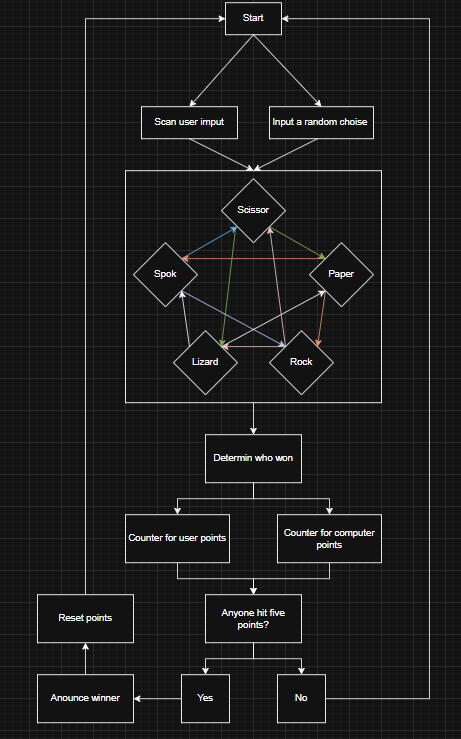 Start
Scan user imput
Input a random choise
Scissor
Spok
Paper
Lizard
Rock
Determin who won
Counter for user points
Counter for computer
points
Reset points
Anyone hit five
points?
Anounce winner
Yes
No